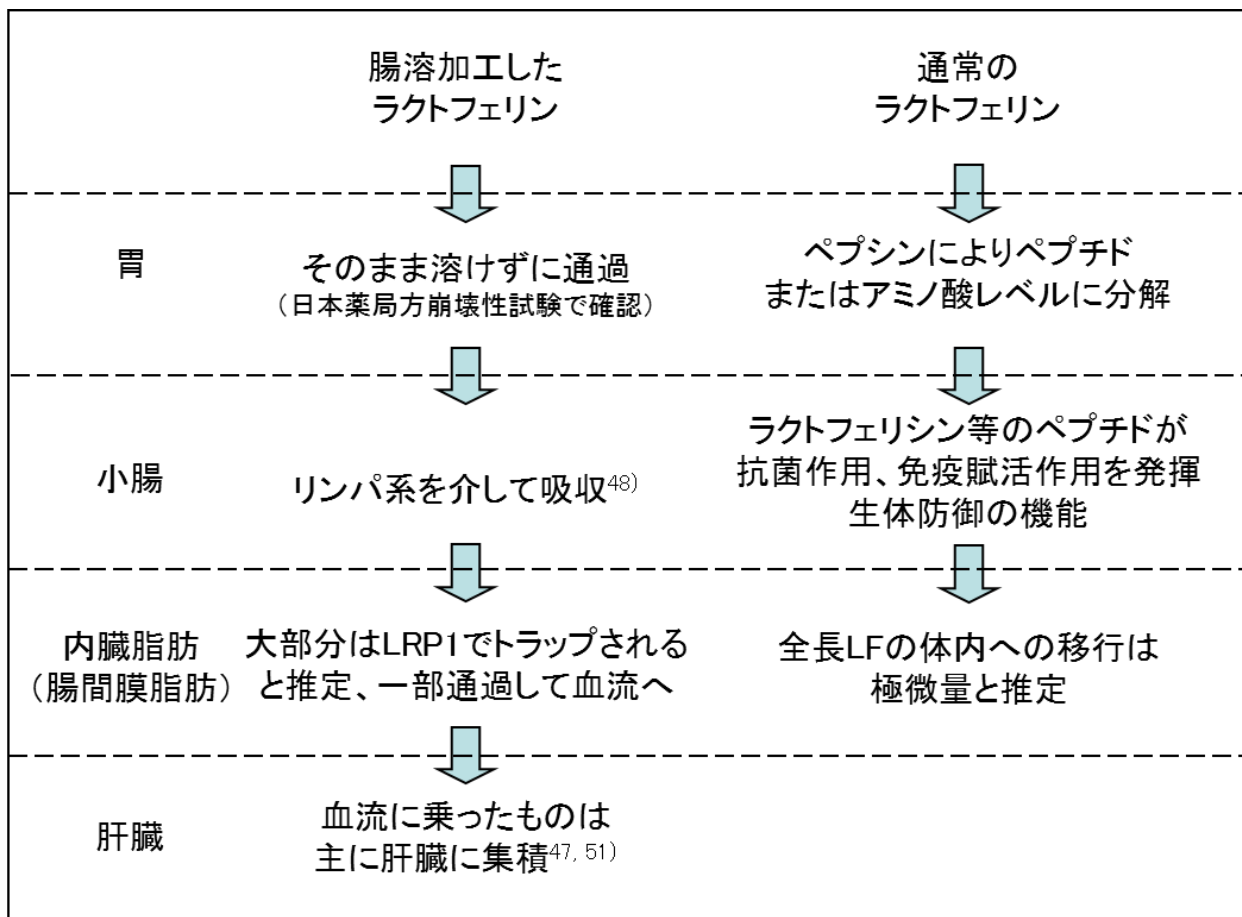 腸溶加工した
ラクトフェリン
通常の
ラクトフェリン
胃
そのまま溶けずに通過
（日本薬局方崩壊性試験で確認）
ペプシンによりペプチド
またはアミノ酸レベルに分解
小腸
リンパ系を介して吸収48)
ラクトフェリシン等のペプチドが
抗菌作用、免疫賦活作用を発揮
生体防御の機能
内臓脂肪
（腸間膜脂肪）
大部分はLRP1でトラップされる
と推定、一部通過して血流へ
全長LFの体内への移行は
極微量と推定
肝臓
血流に乗ったものは
主に肝臓に集積47, 51)